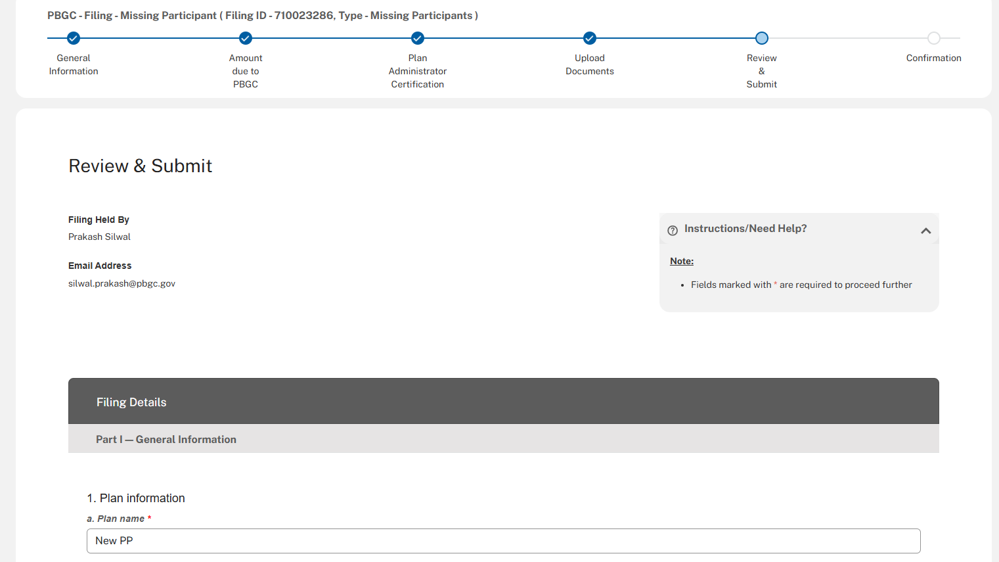 PBGC - Filing - Missing Participant ( Filing ID - 710023286, Type - Missing Participants )
General
Information
Amount
due to
PBGC
Plan
Administrator
Certification
Upload
Documents
Review
&
Submit
Confirmation
Review & Submit
Filing Held By
Prakash Silwal
Email Address
silwal.prakash@pbgc.gov
Instructions/Need Help?
Note:
• Fields marked with * are required to proceed further
Filing Details
Part I — General Information
1. Plan information
a. Plan name *
New PP